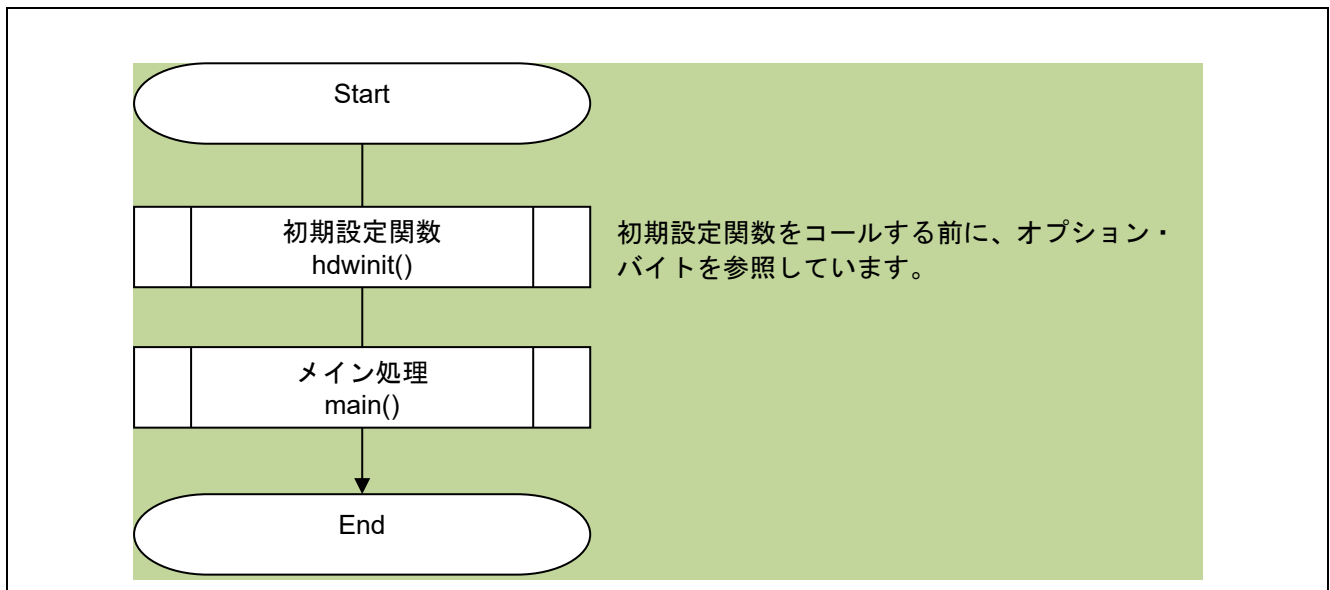 Start
初期設定関数
hdwinit()
初期設定関数をコールする前に、オプション・
バイトを参照しています。
メイン処理
main()
End